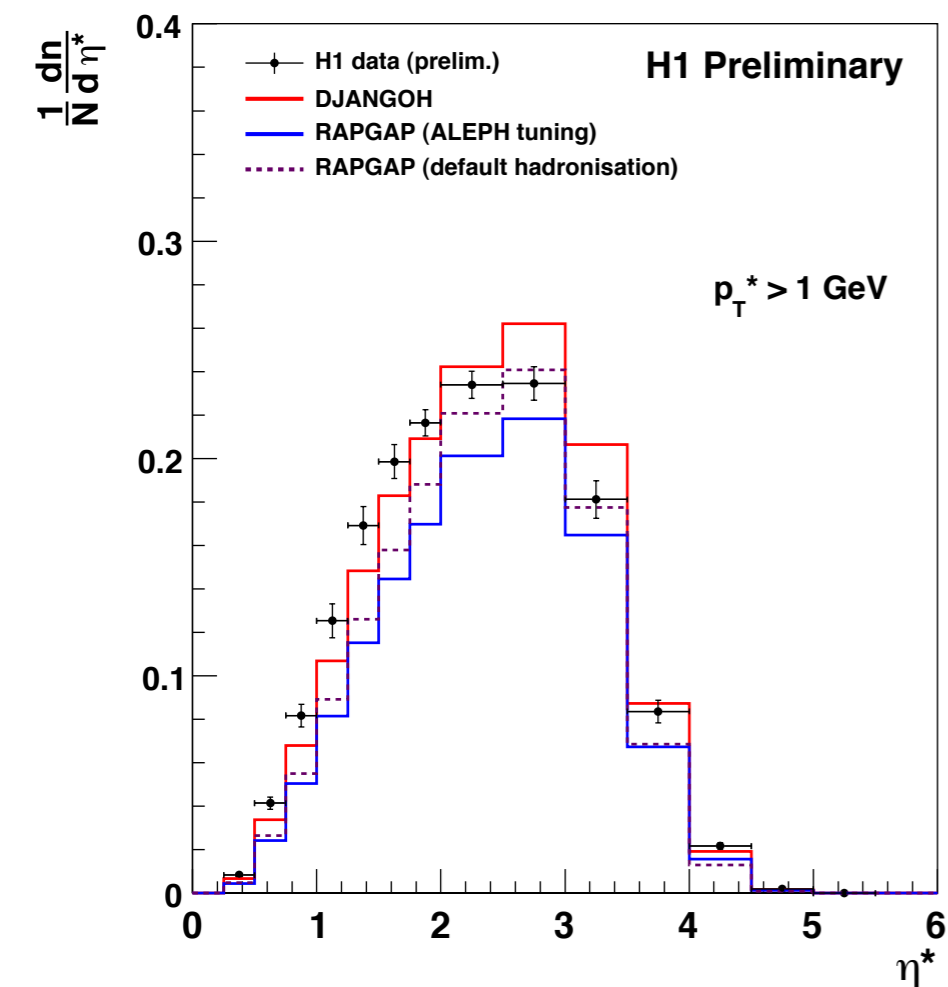 1 dn
N d η*
H1 Preliminary
H1 data (prelim.)
DJANGOH
RAPGAP (ALEPH tuning)
RAPGAP (default hadronisation)
p_T* > 1 GeV
0.4
0.3
0.2
0.1
0
0 1 2 3 4 5 6
η*